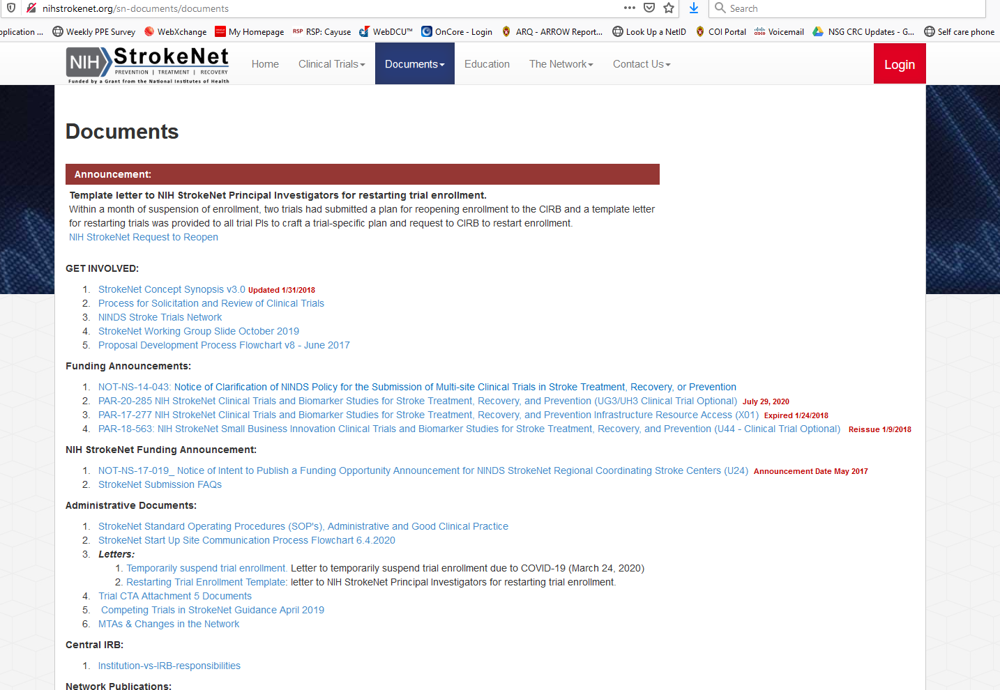 nihstrokenet.org/sn-documents/documents
Search
pplication ...
Weekly PPE Survey
WebXchange
My Homepage
RSP RSP: Cayuse
WebDCU™
OnCore - Login
ARQ - ARROW Report...
Look Up a NetID
COI Portal
Voicemail
NSG CRC Updates - G...
Self care phone
NIH StrokeNet
PREVENTION | TREATMENT | RECOVERY
Funded by a Grant from the National Institutes of Health
Home
Clinical Trials
Documents
Education
The Network
Contact Us
Login
Documents
Announcement:
Template letter to NIH StrokeNet Principal Investigators for restarting trial enrollment.
Within a month of suspension of enrollment, two trials had submitted a plan for reopening enrollment to the CIRB and a template letter
for restarting trials was provided to all trial PIs to craft a trial-specific plan and request to CIRB to restart enrollment.
NIH StrokeNet Request to Reopen
GET INVOLVED:
1. StrokeNet Concept Synopsis v3.0 Updated 1/31/2018
2. Process for Solicitation and Review of Clinical Trials
3. NINDS Stroke Trials Network
4. StrokeNet Working Group Slide October 2019
5. Proposal Development Process Flowchart v8 - June 2017
Funding Announcements:
1. NOT-NS-14-043: Notice of Clarification of NINDS Policy for the Submission of Multi-site Clinical Trials in Stroke Treatment, Recovery, or Prevention
2. PAR-20-285 NIH StrokeNet Clinical Trials and Biomarker Studies for Stroke Treatment, Recovery, and Prevention (UG3/UH3 Clinical Trial Optional) July 29, 2020
3. PAR-17-277 NIH StrokeNet Clinical Trials and Biomarker Studies for Stroke Treatment, Recovery, and Prevention Infrastructure Resource Access (X01) Expired 1/24/2018
4. PAR-18-563: NIH StrokeNet Small Business Innovation Clinical Trials and Biomarker Studies for Stroke Treatment, Recovery, and Prevention (U44 - Clinical Trial Optional) Reissue 1/9/2018
NIH StrokeNet Funding Announcement:
1. NOT-NS-17-019_ Notice of Intent to Publish a Funding Opportunity Announcement for NINDS StrokeNet Regional Coordinating Stroke Centers (U24) Announcement Date May 2017
2. StrokeNet Submission FAQs
Administrative Documents:
1. StrokeNet Standard Operating Procedures (SOP's), Administrative and Good Clinical Practice
2. StrokeNet Start Up Site Communication Process Flowchart 6.4.2020
3. Letters:
1. Temporarily suspend trial enrollment. Letter to temporarily suspend trial enrollment due to COVID-19 (March 24, 2020)
2. Restarting Trial Enrollment Template: letter to NIH StrokeNet Principal Investigators for restarting trial enrollment.
4. Trial CTA Attachment 5 Documents
5. Competing Trials in StrokeNet Guidance April 2019
6. MTAs & Changes in the Network
Central IRB:
1. Institution-vs-IRB-responsibilities
Network Publications: